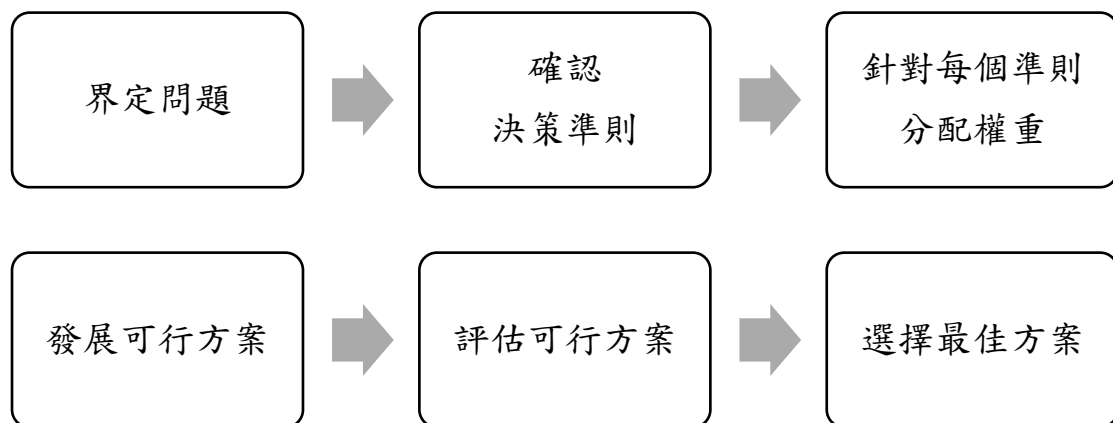 界定問題
確認
決策準則
針對每個準則
分配權重
發展可行方案
評估可行方案
選擇最佳方案